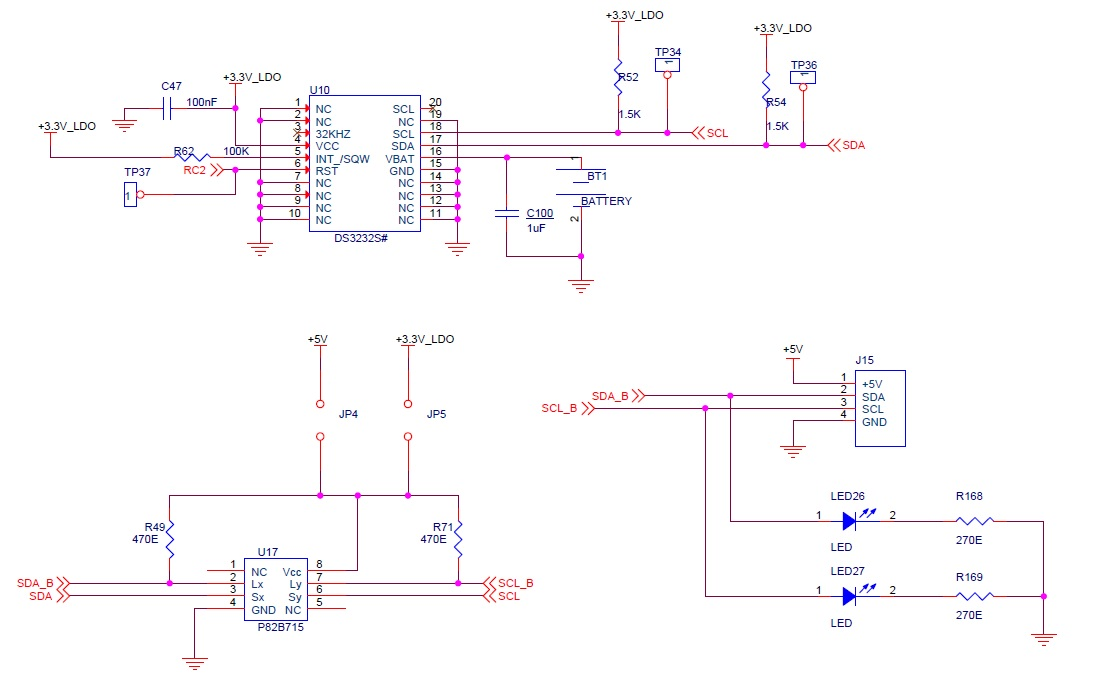 +3.3V_LDO
+3.3V_LDO
TP34
1
R52
1.5K
TP36
1
R54
1.5K
SCL
SDA
C47
100nF
+3.3V_LDO
+3.3V_LDO
R62
100K
RC2
TP37
1
U10
1 NC
2 NC
3 32KHZ
4 VCC
5 INT_/SQW
6 RST
7 NC
8 NC
9 NC
10 NC
SCL 20
NC 19
SCL 18
SDA 17
VBAT 16
GND 15
NC 14
NC 13
NC 12
NC 11
DS3232S#
C100
1uF
1
BT1
BATTERY
2
+5V
+3.3V_LDO
JP4
JP5
R49
470E
R71
470E
U17
1 NC
2 Lx
3 Sx
4 GND
Vcc 8
Ly 7
Sy 6
NC 5
P82B715
SDA_B
SDA
SCL_B
SCL
+5V
J15
1 +5V
2 SDA
3 SCL
4 GND
SDA_B
SCL_B
LED26
1
2
LED
R168
270E
LED27
1
2
LED
R169
270E